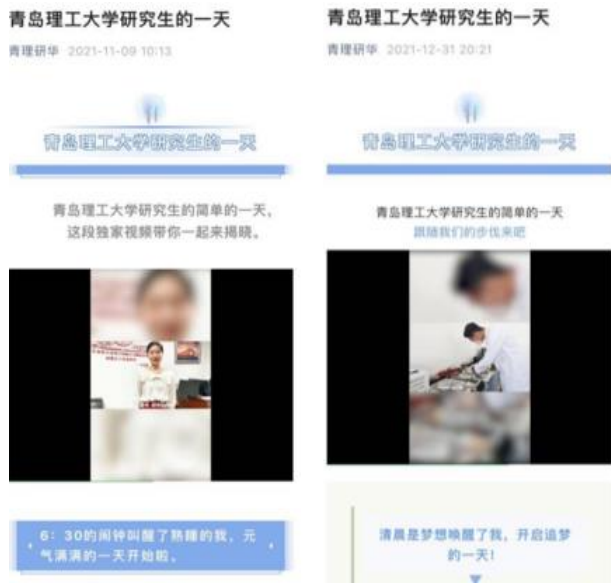 青岛理工大学研究生的一天
青理研华 2021-11-09 10:13
青岛理工大学研究生的一天
青岛理工大学研究生的简单的一天，
这段独家视频带你一起来揭晓。
6：30的闹钟叫醒了熟睡的我，元
气满满的一天开始啦。
青岛理工大学研究生的一天
青理研华 2021-12-31 20:21
青岛理工大学研究生的一天
青岛理工大学研究生的简单的一天
跟随我们的步伐来吧
清晨是梦想唤醒了我，开启追梦
的一天！